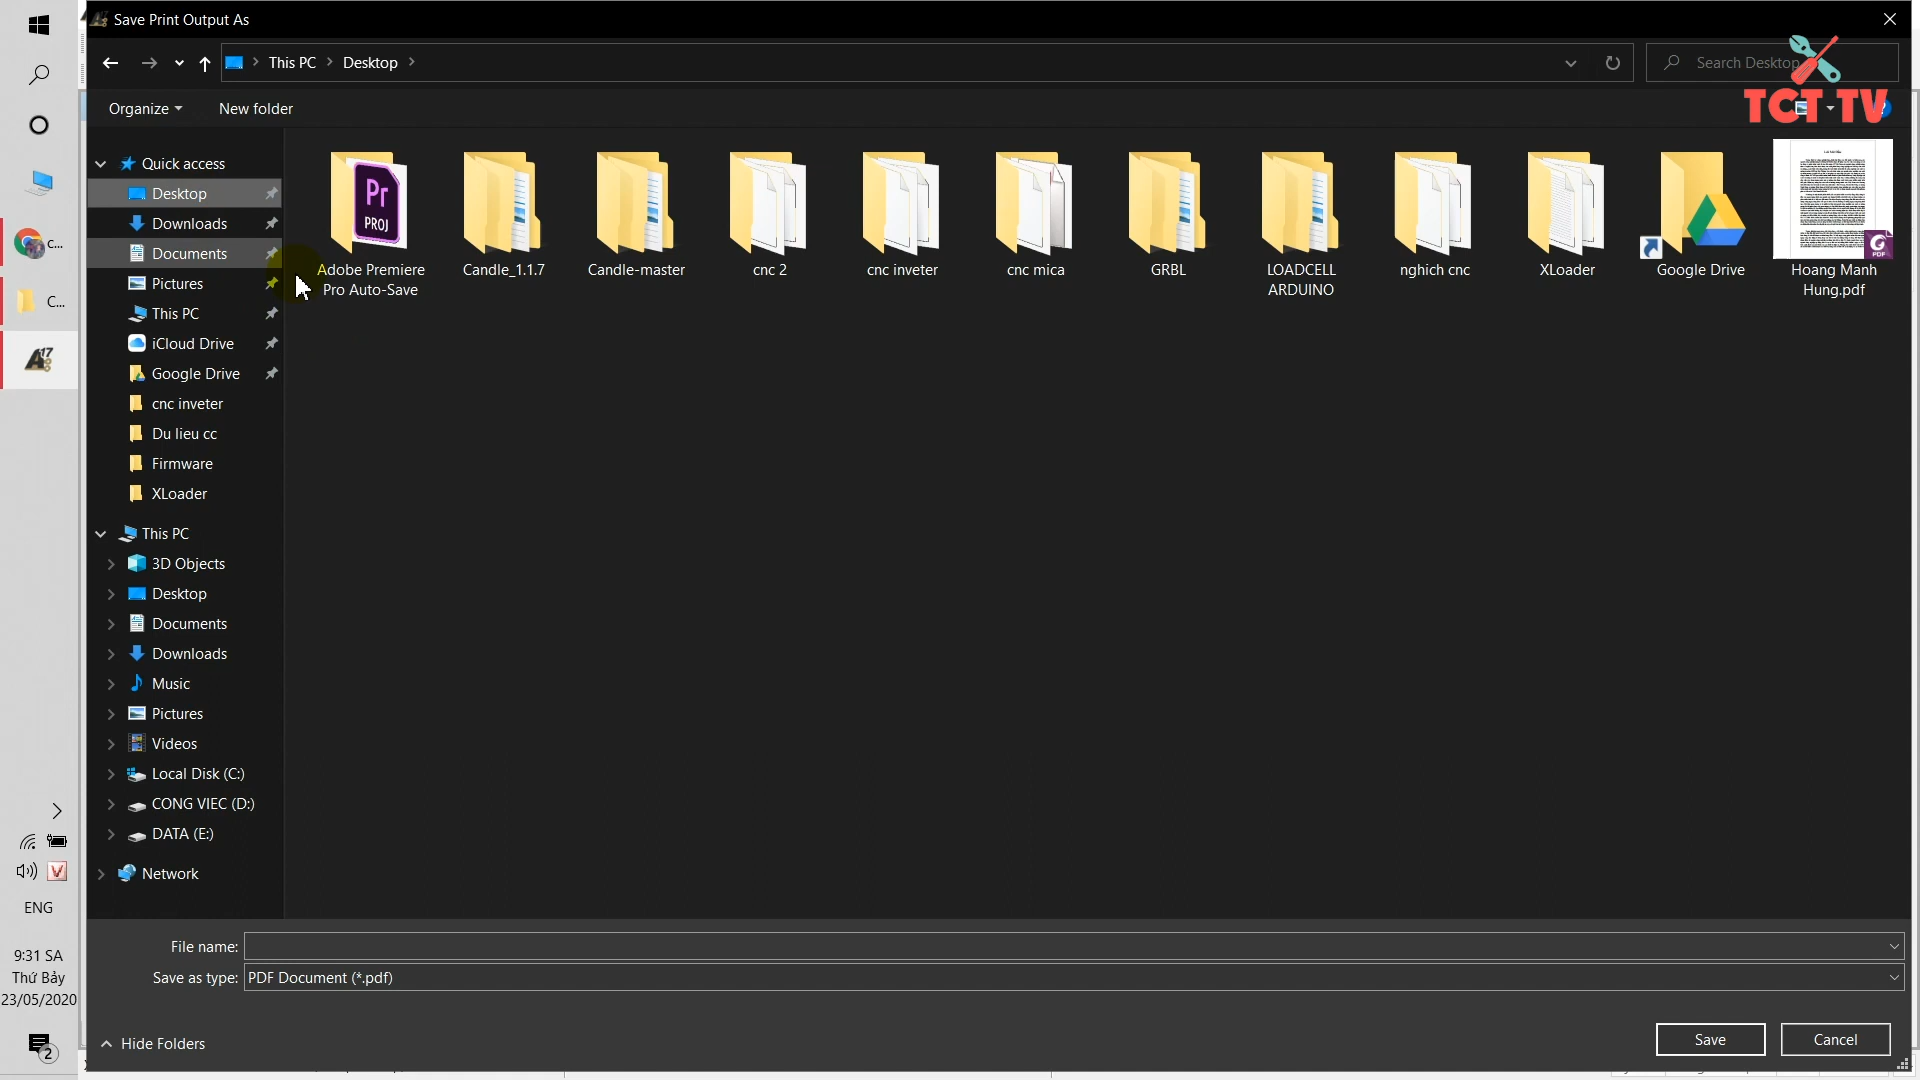 Save Print Output As
This PC
Desktop
Search Desktop
TCT TV
Organize
New folder
Quick access
Desktop
Downloads
Documents
Pictures
This PC
iCloud Drive
Google Drive
cnc inveter
Du lieu cc
Firmware
XLoader
This PC
3D Objects
Desktop
Documents
Downloads
Music
Pictures
Videos
Local Disk (C:)
CONG VIEC (D:)
DATA (E:)
Network
Pr
PROJ
Adobe Premiere
Pro Auto-Save
Candle_1.1.7
Candle-master
cnc 2
cnc inveter
cnc mica
GRBL
LOADCELL
ARDUINO
nghich cnc
XLoader
Google Drive
PDF
Hoang Manh
Hung.pdf
File name:
Save as type: PDF Document (*.pdf)
Hide Folders
Save
Cancel
C...
C...
A17
V
ENG
9:31 SA
Thứ Bảy
23/05/2020
2